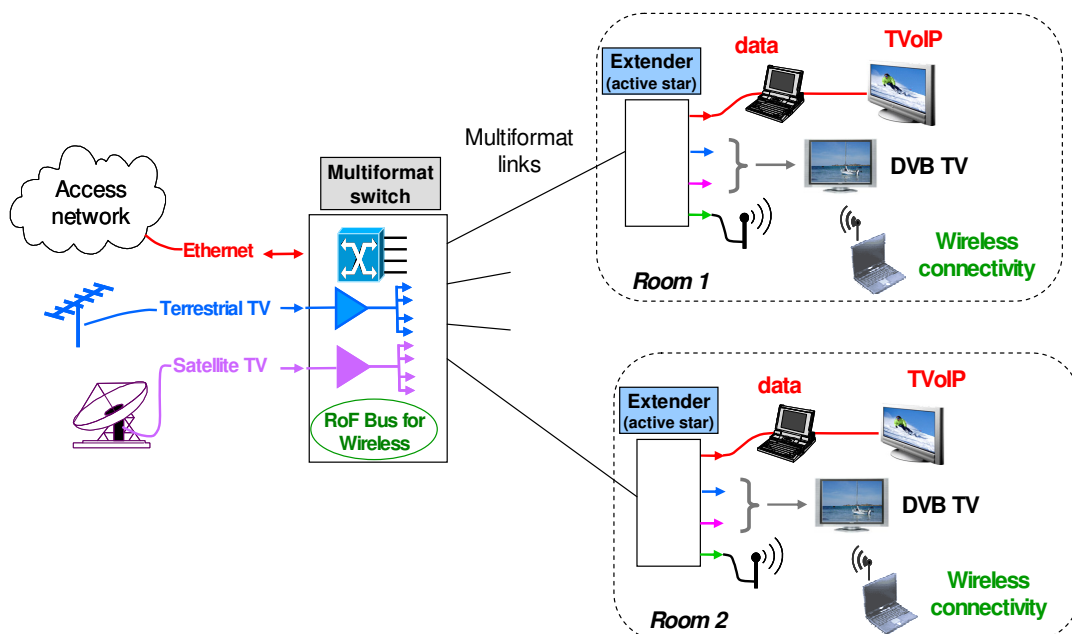 Access
network
Ethernet
Terrestrial TV
Satellite TV
Multiformat
switch
RoF Bus for
Wireless
Multiformat
links
Extender
(active star)
data
TVoIP
DVB TV
Wireless
connectivity
Room 1
Extender
(active star)
data
TVoIP
DVB TV
Wireless
connectivity
Room 2